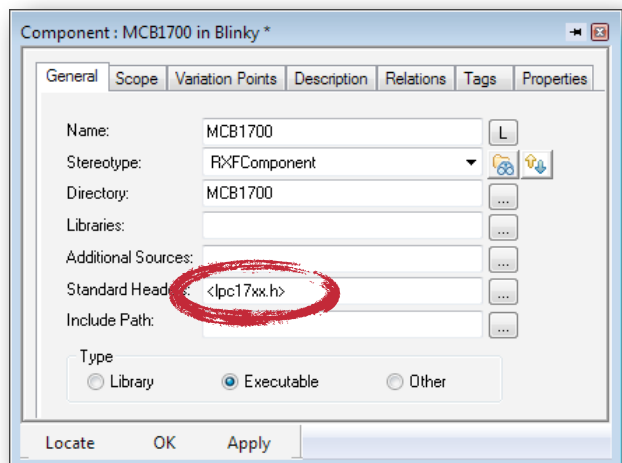 Component : MCB1700 in Blinky *
General Scope Variation Points Description Relations Tags Properties
Name: MCB1700 L
Stereotype: RXFComponent
Directory: MCB1700 ...
Libraries: ...
Additional Sources: ...
Standard Headers: <lpc17xx.h> ...
Include Path: ...
Type
Library Executable Other
Locate OK Apply